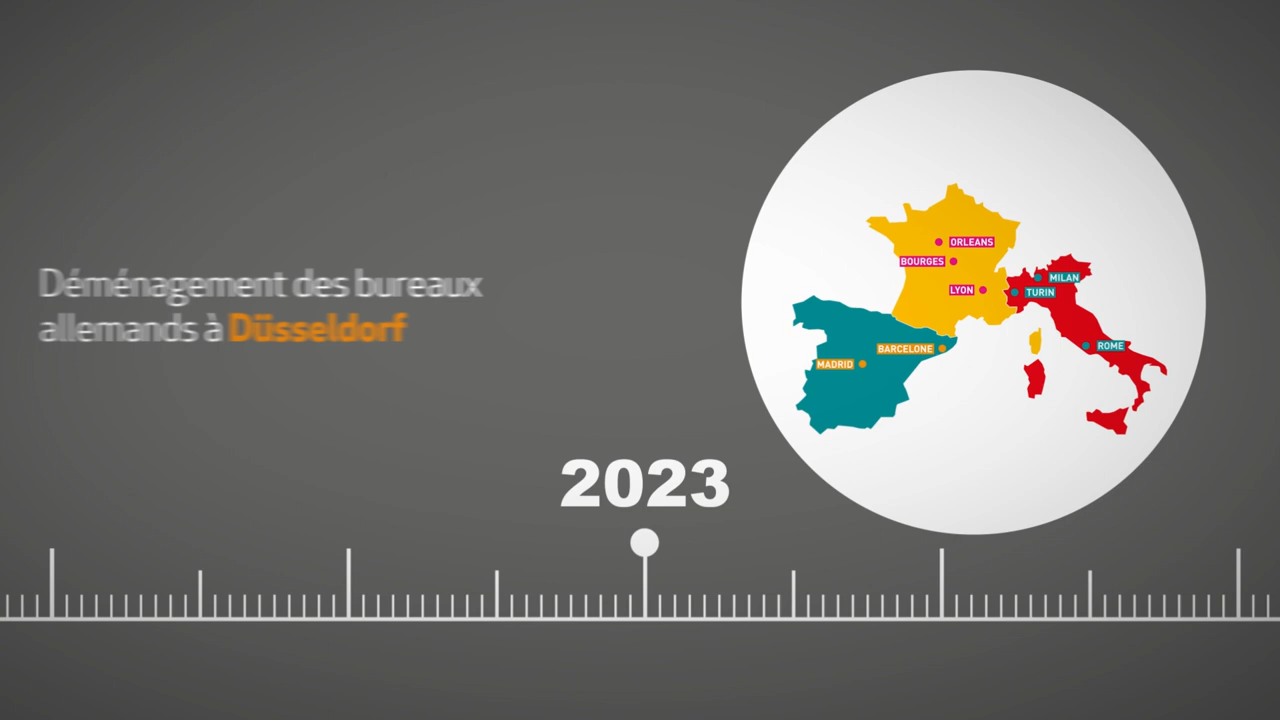 Déménagement des bureaux
allemands à Düsseldorf
ORLEANS
BOURGES
LYON
MILAN
TURIN
BARCELONE
ROME
MADRID
2023